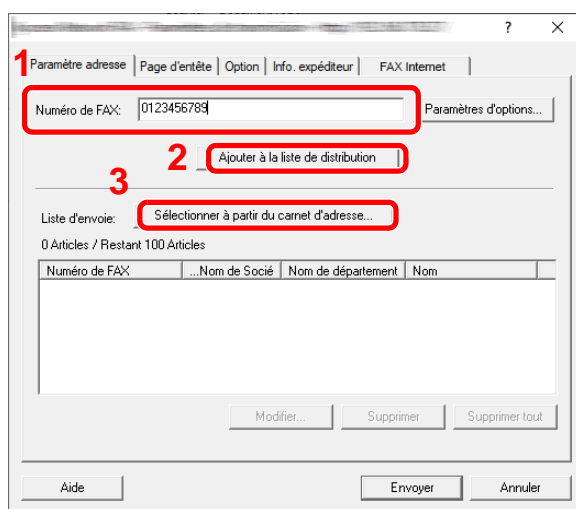 ? ×
1 Paramètre adresse Page d'entête Option Info. expéditeur FAX Internet
Numéro de FAX: 0123456789 Paramètres d'options...
2 Ajouter à la liste de distribution
3
Liste d'envoie: Sélectionner à partir du carnet d'adresse...
0 Articles / Restant 100 Articles
Numéro de FAX ...Nom de Socié Nom de département Nom
Modifier... Supprimer Supprimer tout
Aide Envoyer Annuler